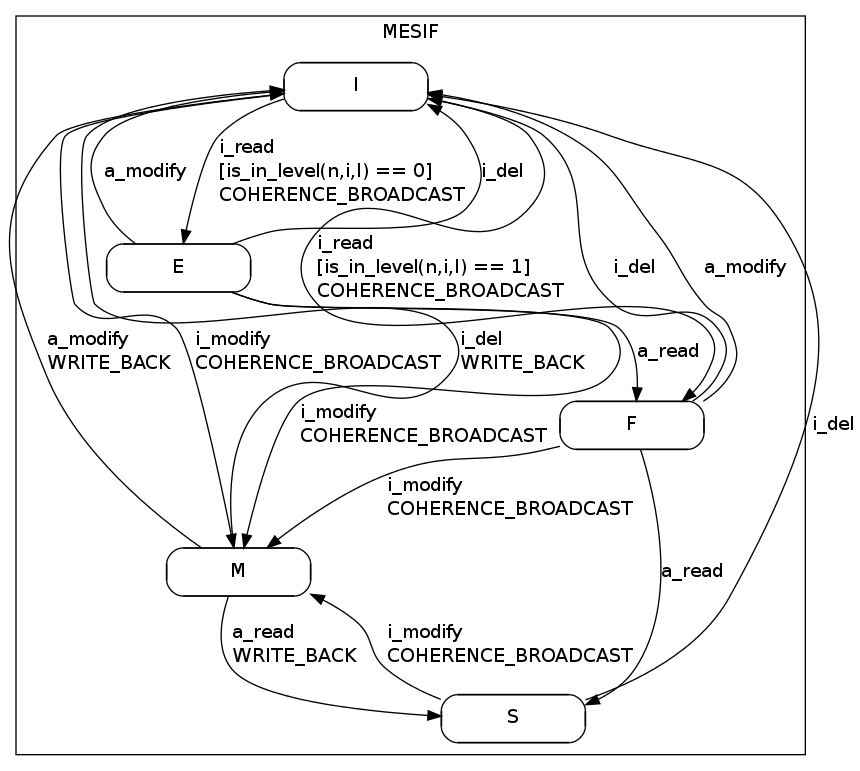 MESIF
I
i_read
[is_in_level(n,i,l) == 0]
COHERENCE_BROADCAST
a_modify
i_del
E
i_read
[is_in_level(n,i,l) == 1]
COHERENCE_BROADCAST
i_del
a_modify
a_modify
WRITE_BACK
i_modify
COHERENCE_BROADCAST
i_del
WRITE_BACK
a_read
i_modify
COHERENCE_BROADCAST
F
i_del
i_modify
COHERENCE_BROADCAST
M
a_read
a_read
WRITE_BACK
i_modify
COHERENCE_BROADCAST
S